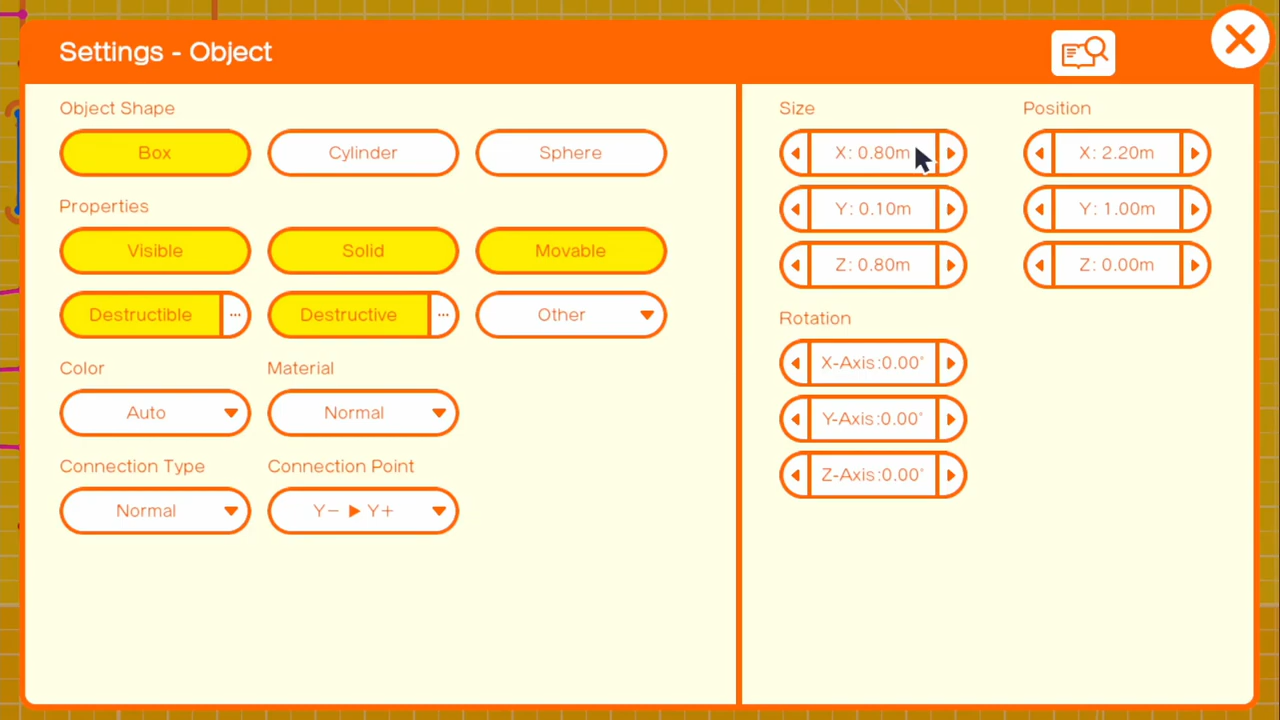 Settings - Object
Object Shape
Box
Cylinder
Sphere
Properties
Visible
Solid
Movable
Destructible ...
Destructive ...
Other
Color
Material
Auto
Normal
Connection Type
Connection Point
Normal
Y− ▶ Y+
Size
X: 0.80m
Y: 0.10m
Z: 0.80m
Position
X: 2.20m
Y: 1.00m
Z: 0.00m
Rotation
X-Axis:0.00°
Y-Axis:0.00°
Z-Axis:0.00°